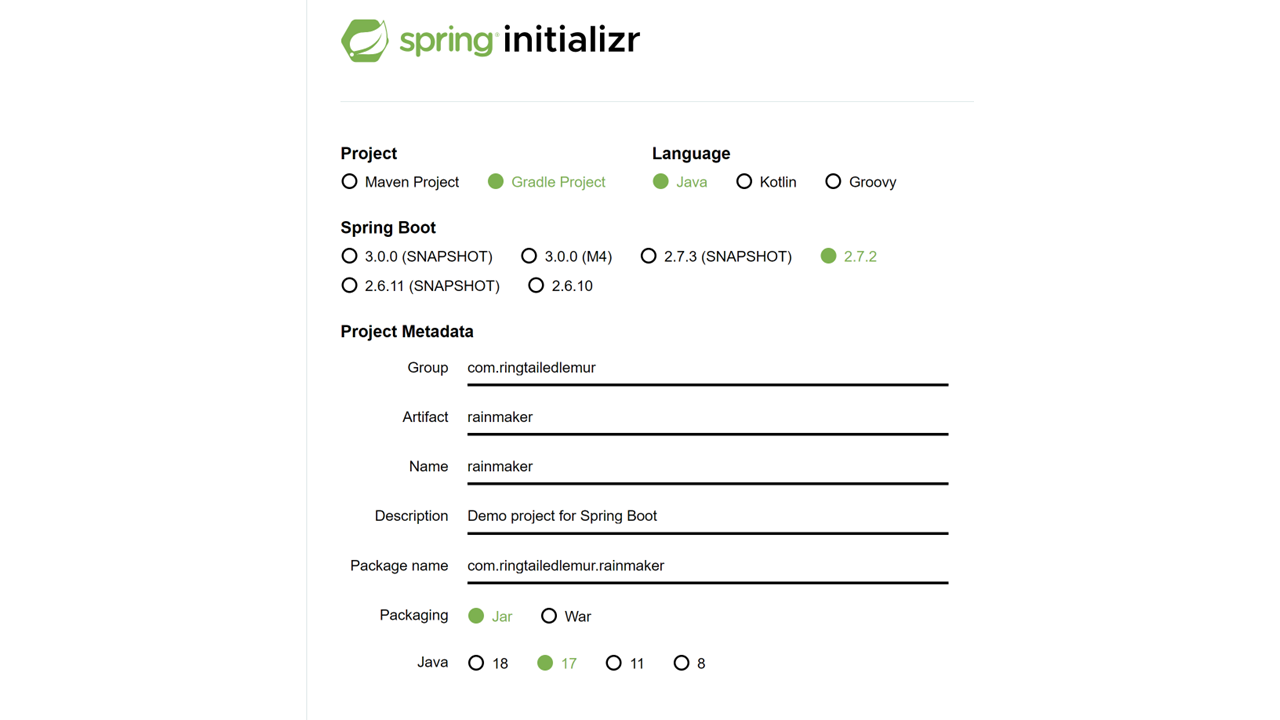 spring initializr
Project
Language
Maven Project Gradle Project
Java Kotlin Groovy
Spring Boot
3.0.0 (SNAPSHOT) 3.0.0 (M4) 2.7.3 (SNAPSHOT) 2.7.2
2.6.11 (SNAPSHOT) 2.6.10
Project Metadata
Group com.ringtailedlemur
Artifact rainmaker
Name rainmaker
Description Demo project for Spring Boot
Package name com.ringtailedlemur.rainmaker
Packaging Jar War
Java 18 17 11 8